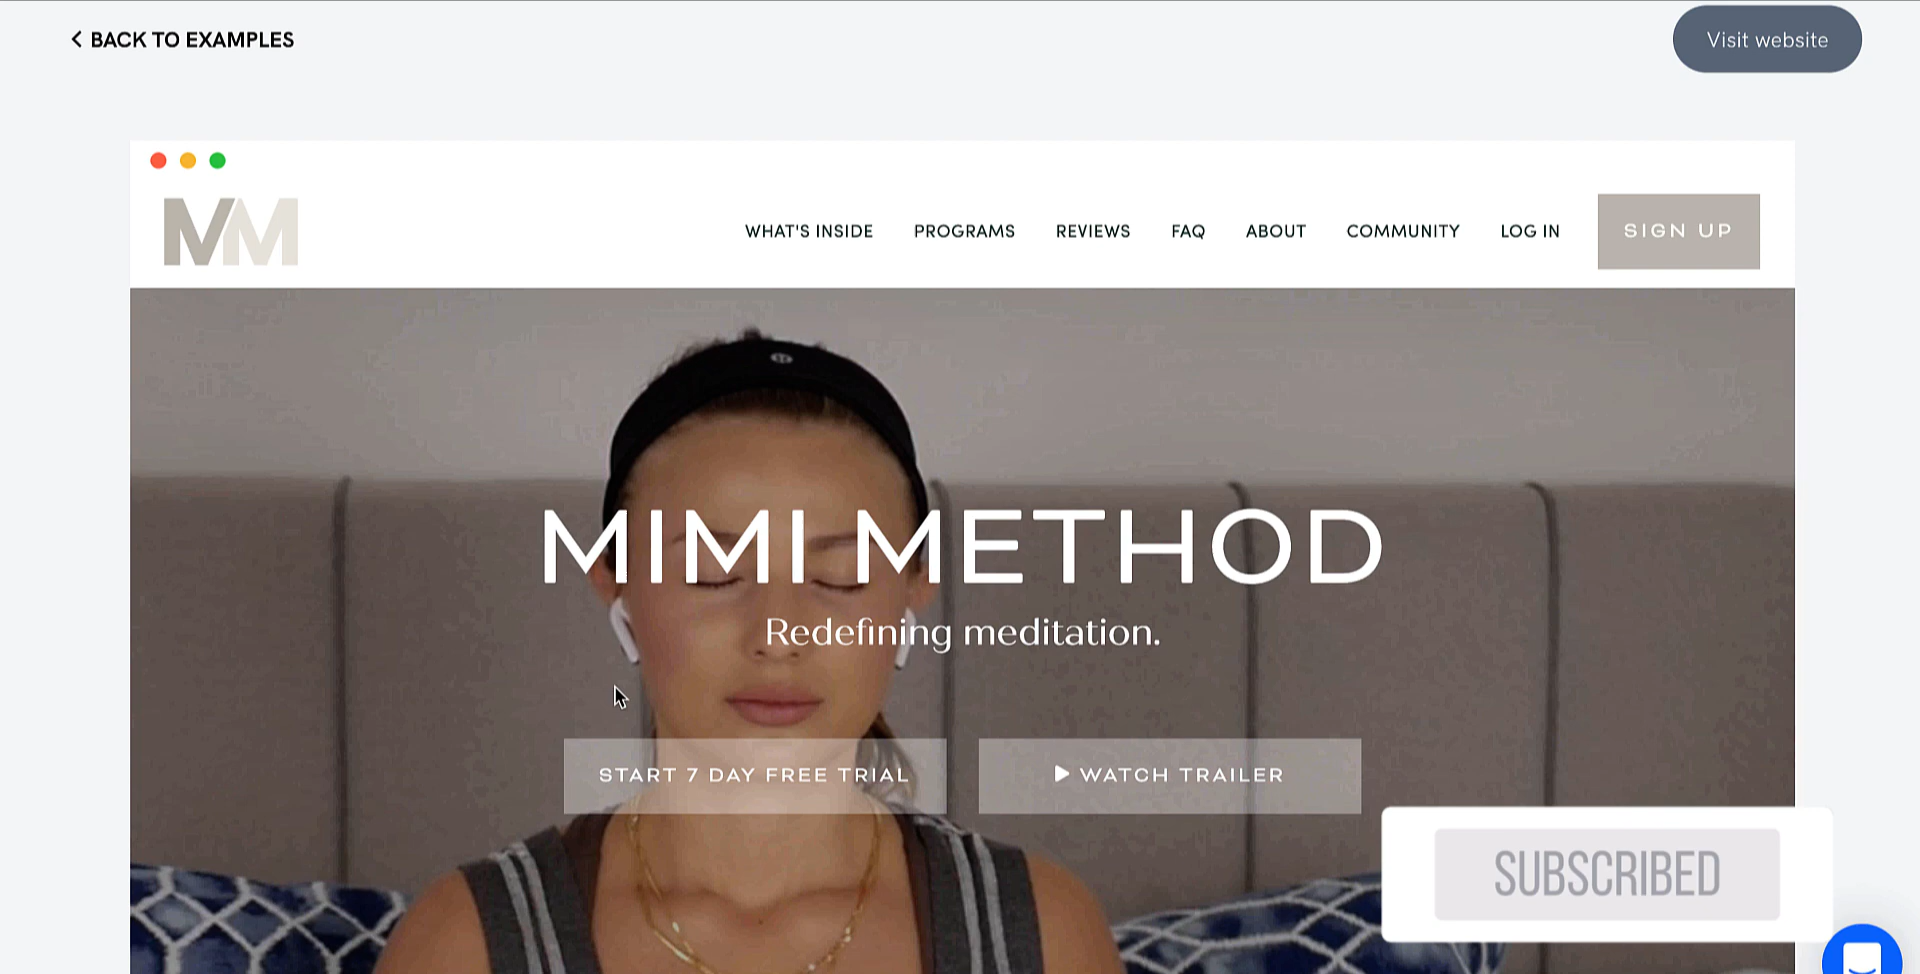 BACK TO EXAMPLES
Visit website
MM
WHAT'S INSIDE PROGRAMS REVIEWS FAQ ABOUT COMMUNITY LOG IN SIGN UP
MIMI METHOD
Redefining meditation.
START 7 DAY FREE TRIAL WATCH TRAILER
SUBSCRIBED